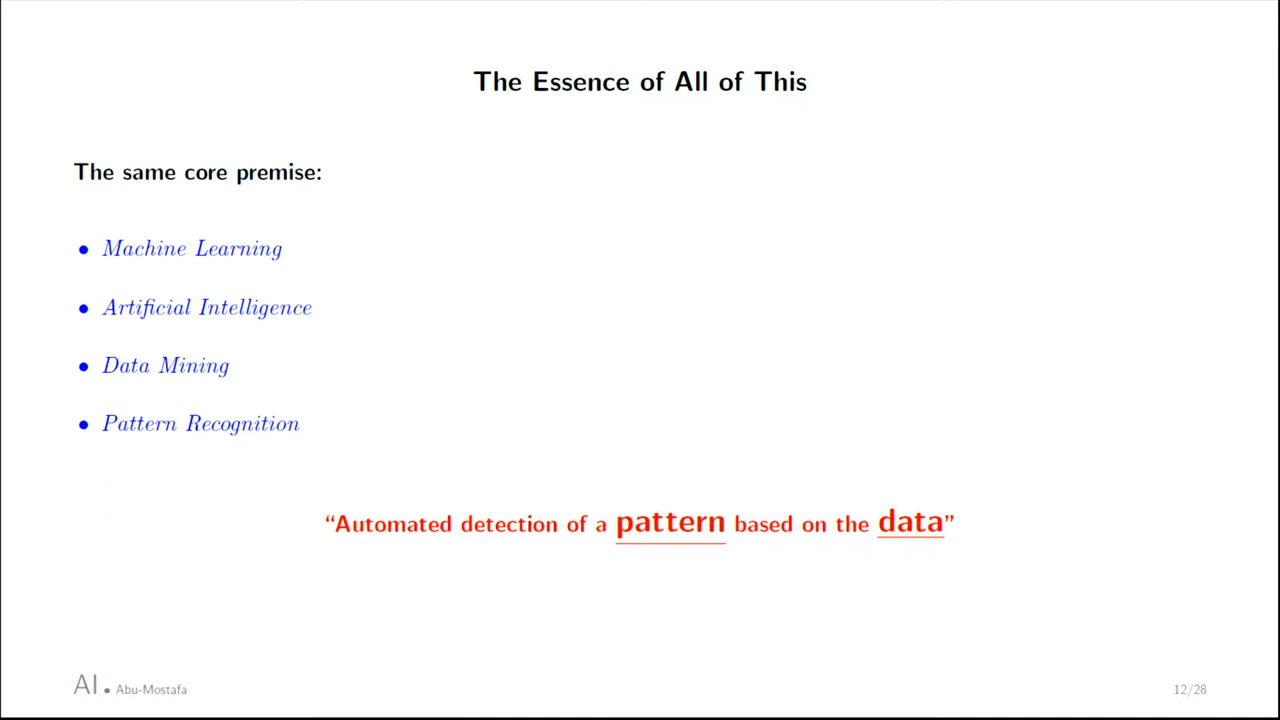 The Essence of All of This
The same core premise:
• Machine Learning
• Artificial Intelligence
• Data Mining
• Pattern Recognition
“Automated detection of a pattern based on the data”
AI • Abu-Mostafa
12/28